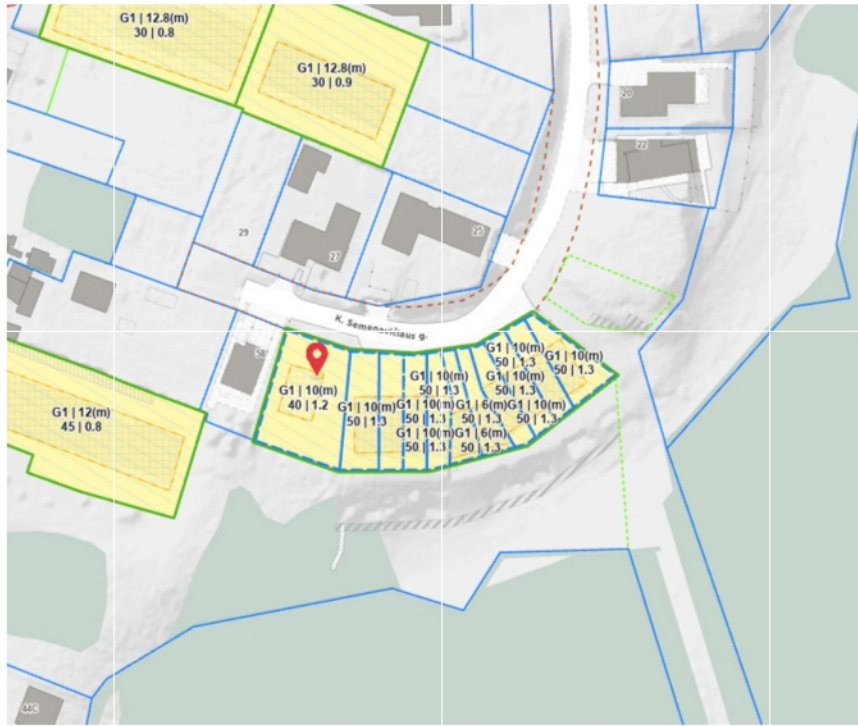 G1 | 12.8(m)
30 | 0.8
G1 | 12.8(m)
30 | 0.9
20
22
29
27
25
K. Semenavičiaus g.
58
G1 | 10(m)
40 | 1.2
G1 | 10(m)
50 | 1.3
G1 | 10(m)
50 | 1.3
G1 | 10(m)
50 | 1.3
G1 | 10(m)
50 | 1.3
G1 | 10(m)
50 | 1.3
G1 | 10(m)
50 | 1.3
G1 | 10(m)
50 | 1.3
G1 | 6(m)
50 | 1.3
G1 | 10(m)
50 | 1.3
G1 | 6(m)
50 | 1.3
G1 | 12(m)
45 | 0.8
44C